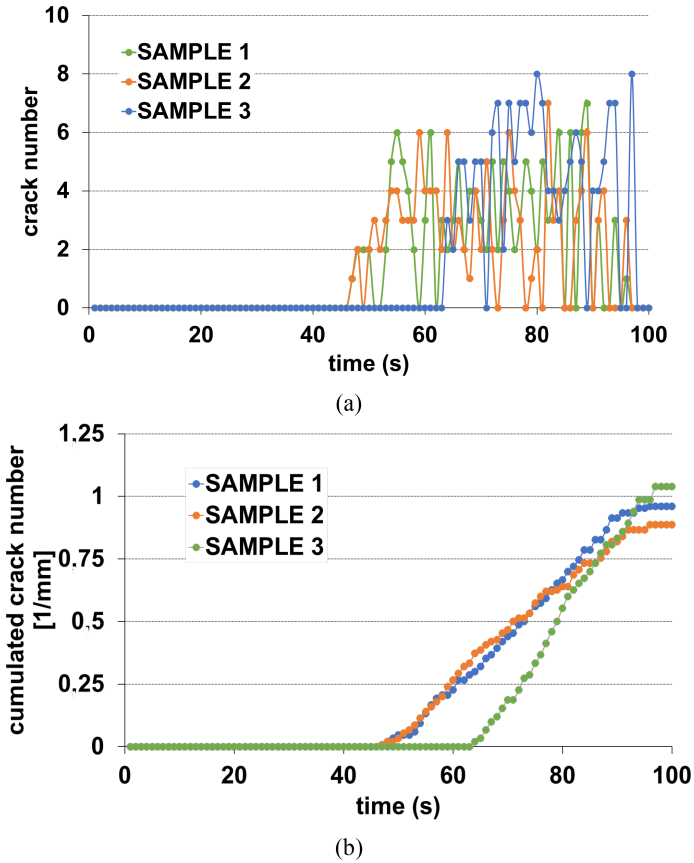 10
8
6
4
2
0
crack number
SAMPLE 1
SAMPLE 2
SAMPLE 3
0 20 40 60 80 100
time (s)
(a)
1.25
1
0.75
0.5
0.25
0
cumulated crack number
[1/mm]
SAMPLE 1
SAMPLE 2
SAMPLE 3
0 20 40 60 80 100
time (s)
(b)